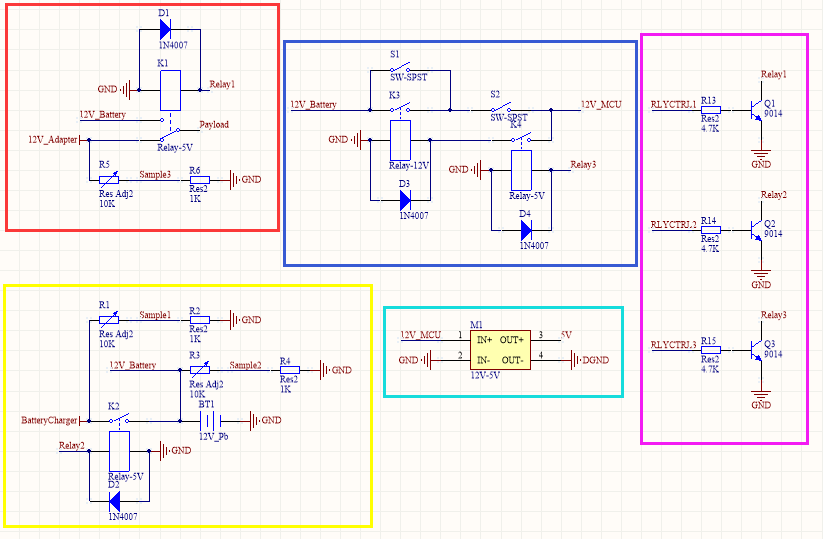 D1
1N4007
K1
GND
Relay1
12V_Battery
Payload
12V_Adapter
Relay-5V
R5
Sample3
R6
GND
Res Adj2
Res2
10K
1K
S1
SW-SPST
K3
S2
12V_Battery
12V_MCU
SW-SPST
K4
GND
Relay-12V
GND
Relay3
D3
Relay-5V
1N4007
D4
1N4007
Relay1
RLYCTRL1
R13
Q1
Res2
9014
4.7K
GND
Relay2
RLYCTRL2
R14
Q2
Res2
9014
4.7K
GND
Relay3
RLYCTRL3
R15
Q3
Res2
9014
4.7K
GND
R1
Sample1
R2
GND
Res Adj2
Res2
10K
1K
12V_Battery
R3
Sample2
R4
GND
Res Adj2
Res2
10K
1K
K2
BT1
BatteryCharger
GND
12V_Pb
Relay2
GND
Relay-5V
D2
1N4007
M1
12V_MCU
1
IN+
OUT+
3
5V
GND
2
IN-
OUT-
4
DGND
12V-5V